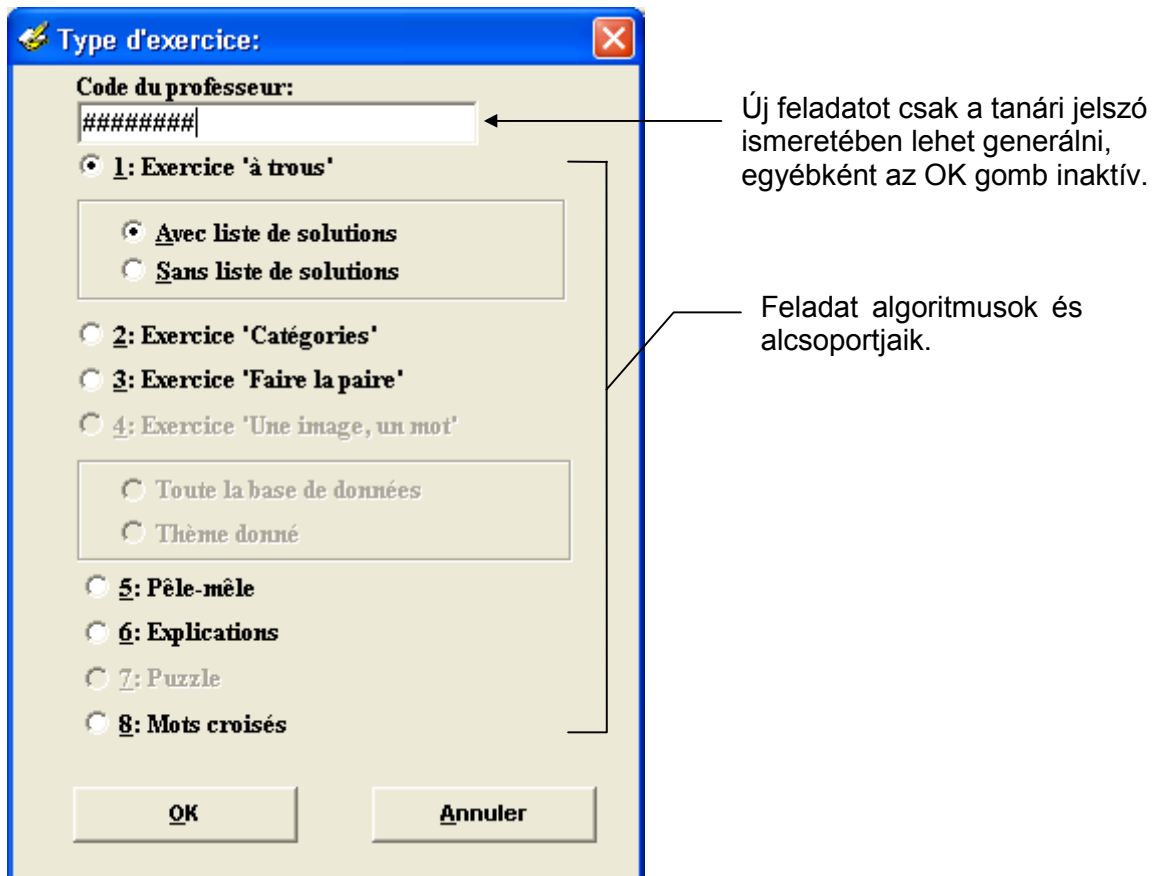 Type d'exercice:
Code du professeur:
########
1: Exercice 'à trous'
Avec liste de solutions
Sans liste de solutions
2: Exercice 'Catégories'
3: Exercice 'Faire la paire'
4: Exercice 'Une image, un mot'
Toute la base de données
Thème donné
5: Pêle-mêle
6: Explications
7: Puzzle
8: Mots croisés
OK
Annuler
Új feladatot csak a tanári jelszó
ismeretében lehet generálni,
egyébként az OK gomb inaktív.
Feladat algoritmusok és
alcsoportjaik.